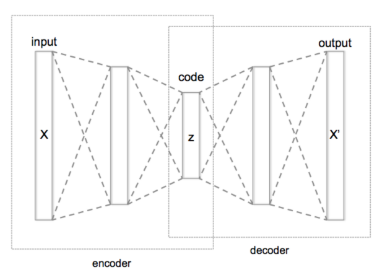 input
output
code
X
z
X'
encoder
decoder